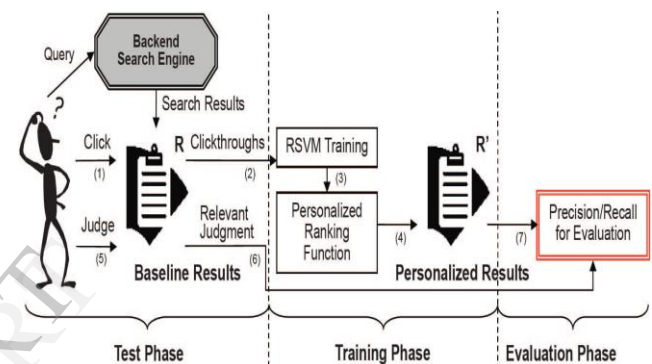 Backend
Search Engine
Query
?
Search Results
Click
(1)
R
Clickthroughs
(2)
RSVM Training
(3)
R'
Judge
(5)
Relevant
Judgment
(6)
Personalized
Ranking
Function
(4)
(7)
Precision/Recall
for Evaluation
Baseline Results
Personalized Results
Test Phase
Training Phase
Evaluation Phase